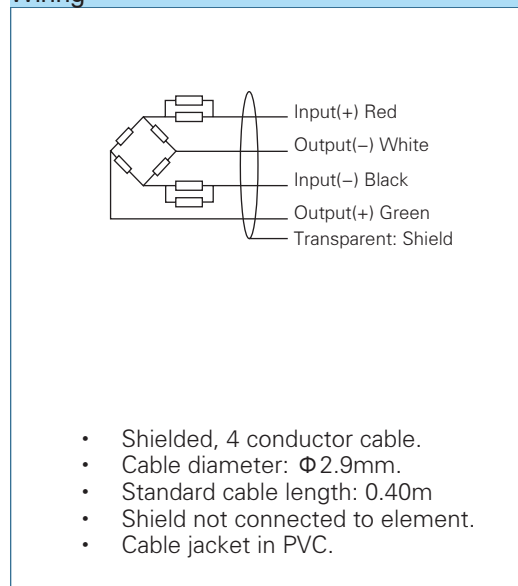 Wiring
Input(+) Red
Output(−) White
Input(−) Black
Output(+) Green
Transparent: Shield
• Shielded, 4 conductor cable.
• Cable diameter: Φ2.9mm.
• Standard cable length: 0.40m
• Shield not connected to element.
• Cable jacket in PVC.